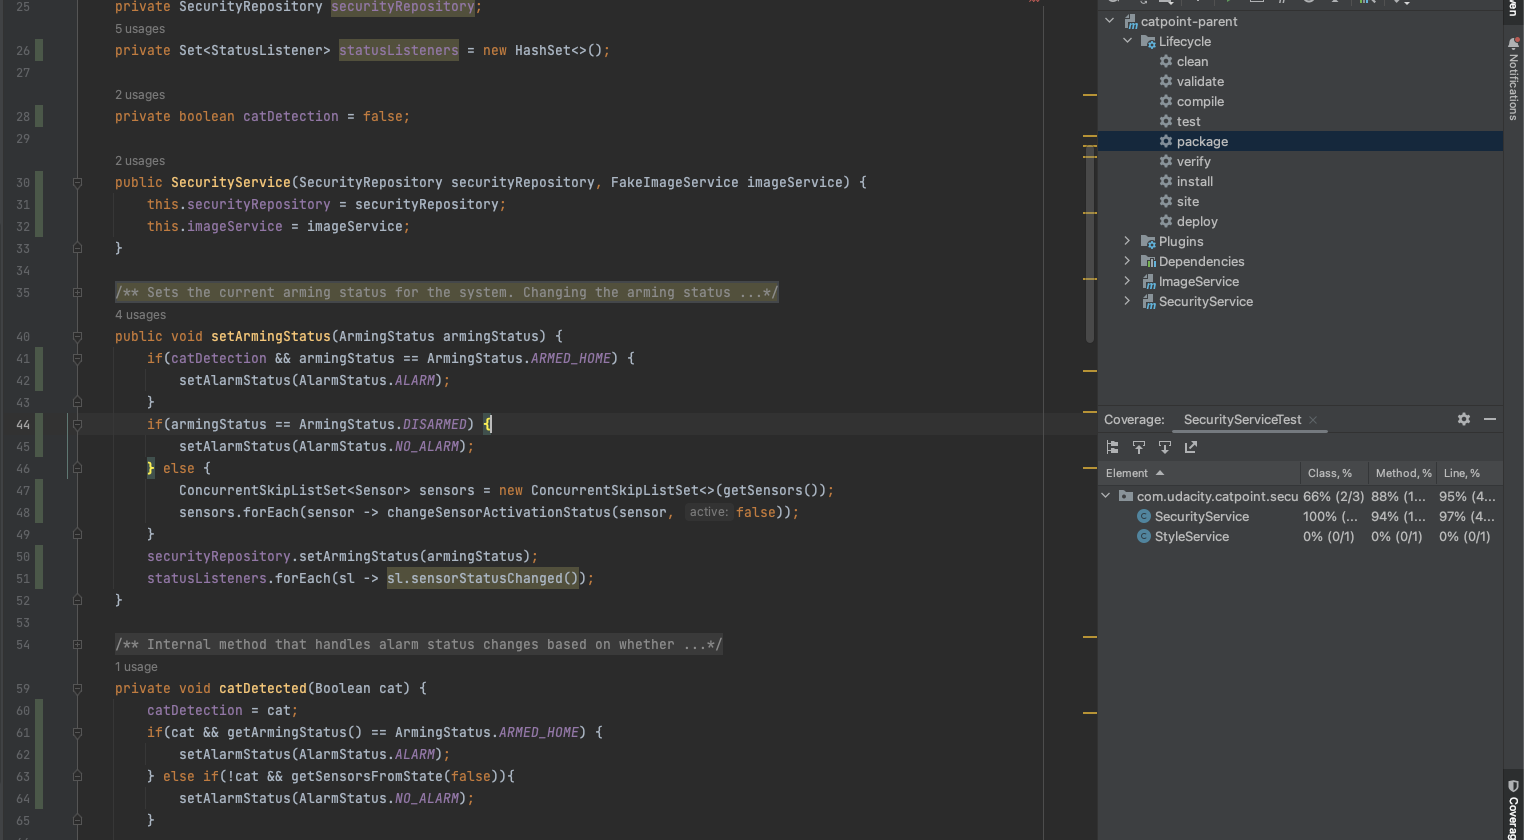 25 private SecurityRepository securityRepository;
5 usages
26 private Set<StatusListener> statusListeners = new HashSet<>();
27
2 usages
28 private boolean catDetection = false;
29
2 usages
30 public SecurityService(SecurityRepository securityRepository, FakeImageService imageService) {
31 this.securityRepository = securityRepository;
32 this.imageService = imageService;
33 }
34
35 /** Sets the current arming status for the system. Changing the arming status ...*/
4 usages
40 public void setArmingStatus(ArmingStatus armingStatus) {
41 if(catDetection && armingStatus == ArmingStatus.ARMED_HOME) {
42 setAlarmStatus(AlarmStatus.ALARM);
43 }
44 if(armingStatus == ArmingStatus.DISARMED) {
45 setAlarmStatus(AlarmStatus.NO_ALARM);
46 } else {
47 ConcurrentSkipListSet<Sensor> sensors = new ConcurrentSkipListSet<>(getSensors());
48 sensors.forEach(sensor -> changeSensorActivationStatus(sensor, active: false));
49 }
50 securityRepository.setArmingStatus(armingStatus);
51 statusListeners.forEach(sl -> sl.sensorStatusChanged());
52 }
53
54 /** Internal method that handles alarm status changes based on whether ...*/
1 usage
59 private void catDetected(Boolean cat) {
60 catDetection = cat;
61 if(cat && getArmingStatus() == ArmingStatus.ARMED_HOME) {
62 setAlarmStatus(AlarmStatus.ALARM);
63 } else if(!cat && getSensorsFromState(false)){
64 setAlarmStatus(AlarmStatus.NO_ALARM);
65 }
catpoint-parent
Lifecycle
clean
validate
compile
test
package
verify
install
site
deploy
Plugins
Dependencies
ImageService
SecurityService
Coverage: SecurityServiceTest
Element Class, % Method, % Line, %
com.udacity.catpoint.secu 66% (2/3) 88% (1... 95% (4...
SecurityService 100% (... 94% (1... 97% (4...
StyleService 0% (0/1) 0% (0/1) 0% (0/1)
Notifications